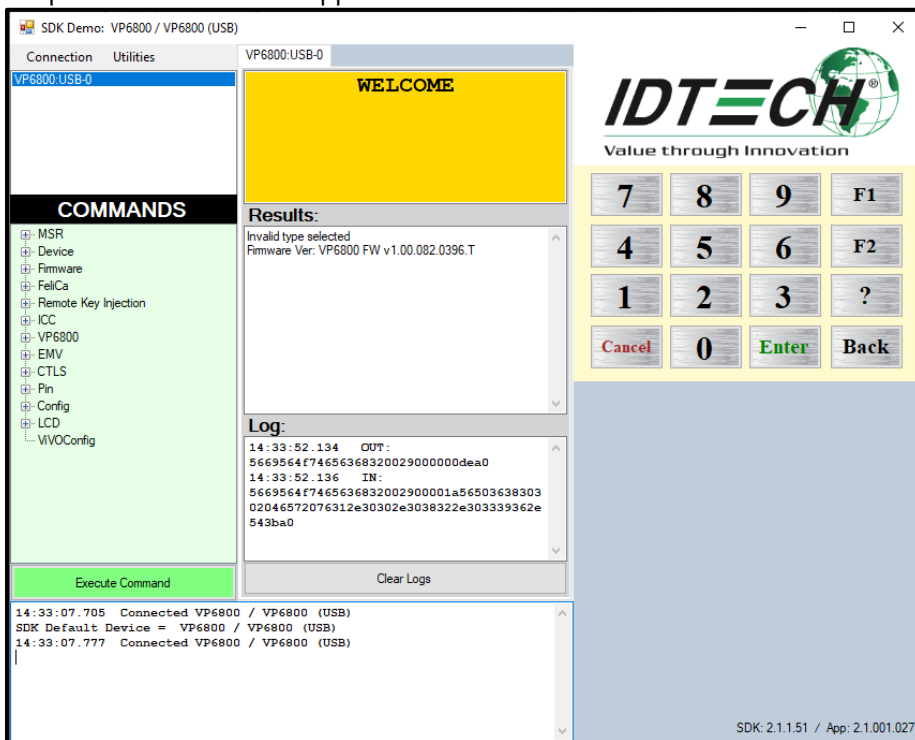 SDK Demo: VP6800 / VP6800 (USB)
Connection Utilities
VP6800:USB-0
VP6800:USB-0
WELCOME
COMMANDS
MSR
Device
Firmware
FeliCa
Remote Key Injection
ICC
VP6800
EMV
CTLS
Pin
Config
LCD
ViVOConfig
Execute Command
Results:
Invalid type selected
Firmware Ver: VP6800 FW v1.00.082.0396.T
Log:
14:33:52.134 OUT:
5669564f746563683200290000​00dea0
14:33:52.136 IN:
5669564f7465636832002900001a56503638303
02046572076312e30302e3038322e303339362e
543ba0
Clear Logs
14:33:07.705 Connected VP6800 / VP6800 (USB)
SDK Default Device = VP6800 / VP6800 (USB)
14:33:07.777 Connected VP6800 / VP6800 (USB)
IDTECH®
Value through Innovation
7 8 9 F1
4 5 6 F2
1 2 3 ?
Cancel 0 Enter Back
SDK: 2.1.1.51 / App: 2.1.001.027